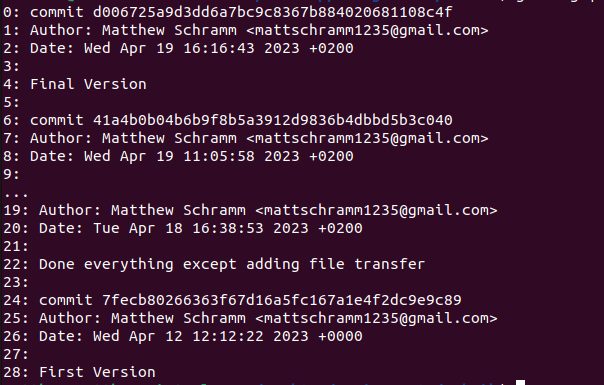 0: commit d006725a9d3dd6a7bc9c8367b884020681108c4f
1: Author: Matthew Schramm <mattschramm1235@gmail.com>
2: Date: Wed Apr 19 16:16:43 2023 +0200
3:
4: Final Version
5:
6: commit 41a4b0b04b6b9f8b5a3912d9836b4dbbd5b3c040
7: Author: Matthew Schramm <mattschramm1235@gmail.com>
8: Date: Wed Apr 19 11:05:58 2023 +0200
9:
...
19: Author: Matthew Schramm <mattschramm1235@gmail.com>
20: Date: Tue Apr 18 16:38:53 2023 +0200
21:
22: Done everything except adding file transfer
23:
24: commit 7fecb80266363f67d16a5fc167a1e4f2dc9e9c89
25: Author: Matthew Schramm <mattschramm1235@gmail.com>
26: Date: Wed Apr 12 12:12:22 2023 +0000
27:
28: First Version